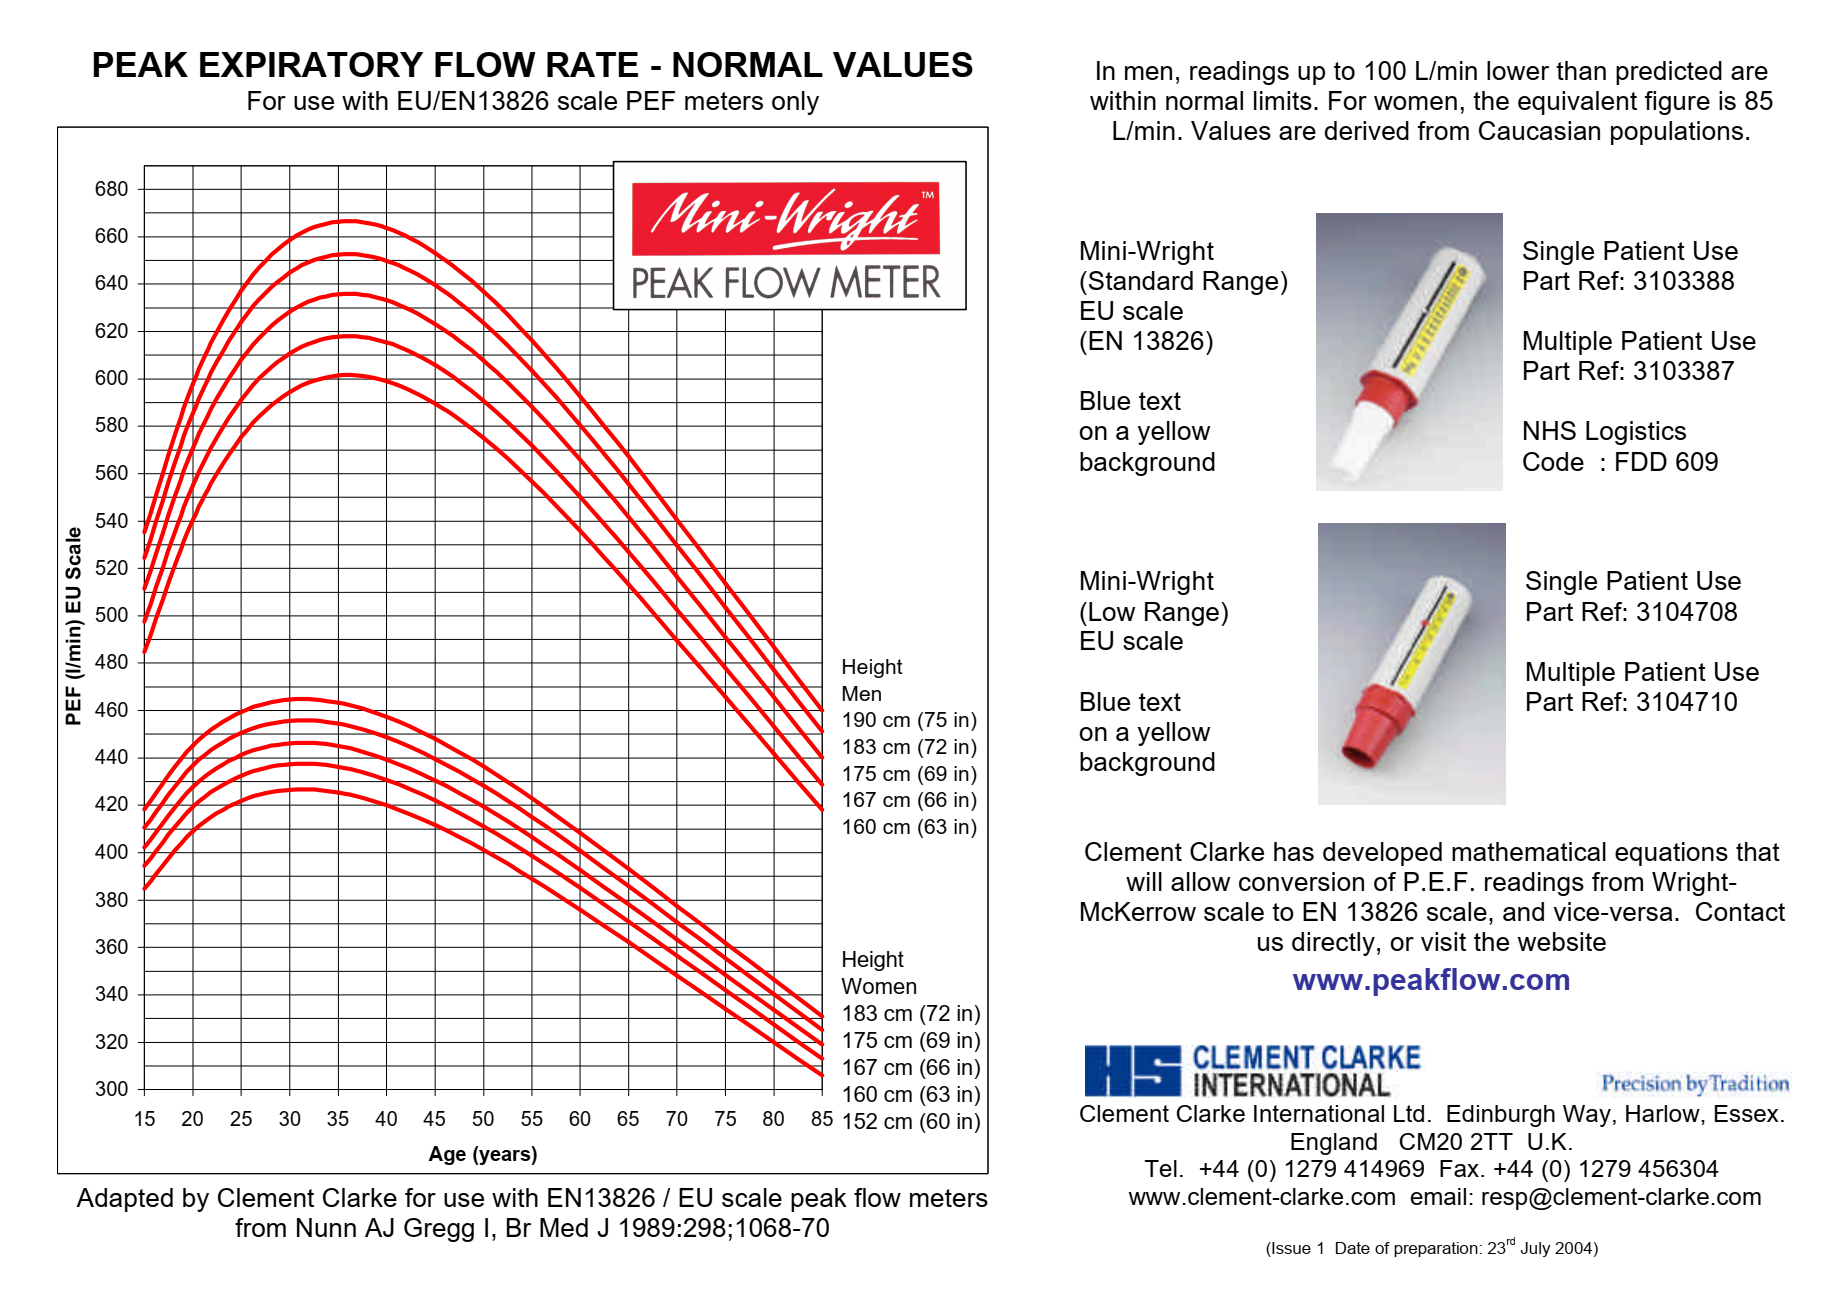 PEAK EXPIRATORY FLOW RATE - NORMAL VALUES
For use with EU/EN13826 scale PEF meters only
Mini-Wright™
PEAK FLOW METER
PEF (l/min) EU Scale
680
660
640
620
600
580
560
540
520
500
480
460
440
420
400
380
360
340
320
300
15 20 25 30 35 40 45 50 55 60 65 70 75 80 85
Age (years)
Height
Men
190 cm (75 in)
183 cm (72 in)
175 cm (69 in)
167 cm (66 in)
160 cm (63 in)
Height
Women
183 cm (72 in)
175 cm (69 in)
167 cm (66 in)
160 cm (63 in)
152 cm (60 in)
Adapted by Clement Clarke for use with EN13826 / EU scale peak flow meters
from Nunn AJ Gregg I, Br Med J 1989:298;1068-70
In men, readings up to 100 L/min lower than predicted are
within normal limits. For women, the equivalent figure is 85
L/min. Values are derived from Caucasian populations.
Mini-Wright
(Standard Range)
EU scale
(EN 13826)
Blue text
on a yellow
background
Single Patient Use
Part Ref: 3103388
Multiple Patient Use
Part Ref: 3103387
NHS Logistics
Code  : FDD 609
Mini-Wright
(Low Range)
EU scale
Blue text
on a yellow
background
Single Patient Use
Part Ref: 3104708
Multiple Patient Use
Part Ref: 3104710
Clement Clarke has developed mathematical equations that
will allow conversion of P.E.F. readings from Wright-
McKerrow scale to EN 13826 scale, and vice-versa.  Contact
us directly, or visit the website
www.peakflow.com
HS CLEMENT CLARKE
INTERNATIONAL
Precision by Tradition
Clement Clarke International Ltd.  Edinburgh Way, Harlow, Essex.
England   CM20 2TT  U.K.
Tel.  +44 (0) 1279 414969  Fax. +44 (0) 1279 456304
www.clement-clarke.com  email: resp@clement-clarke.com
(Issue 1  Date of preparation: 23rd July 2004)